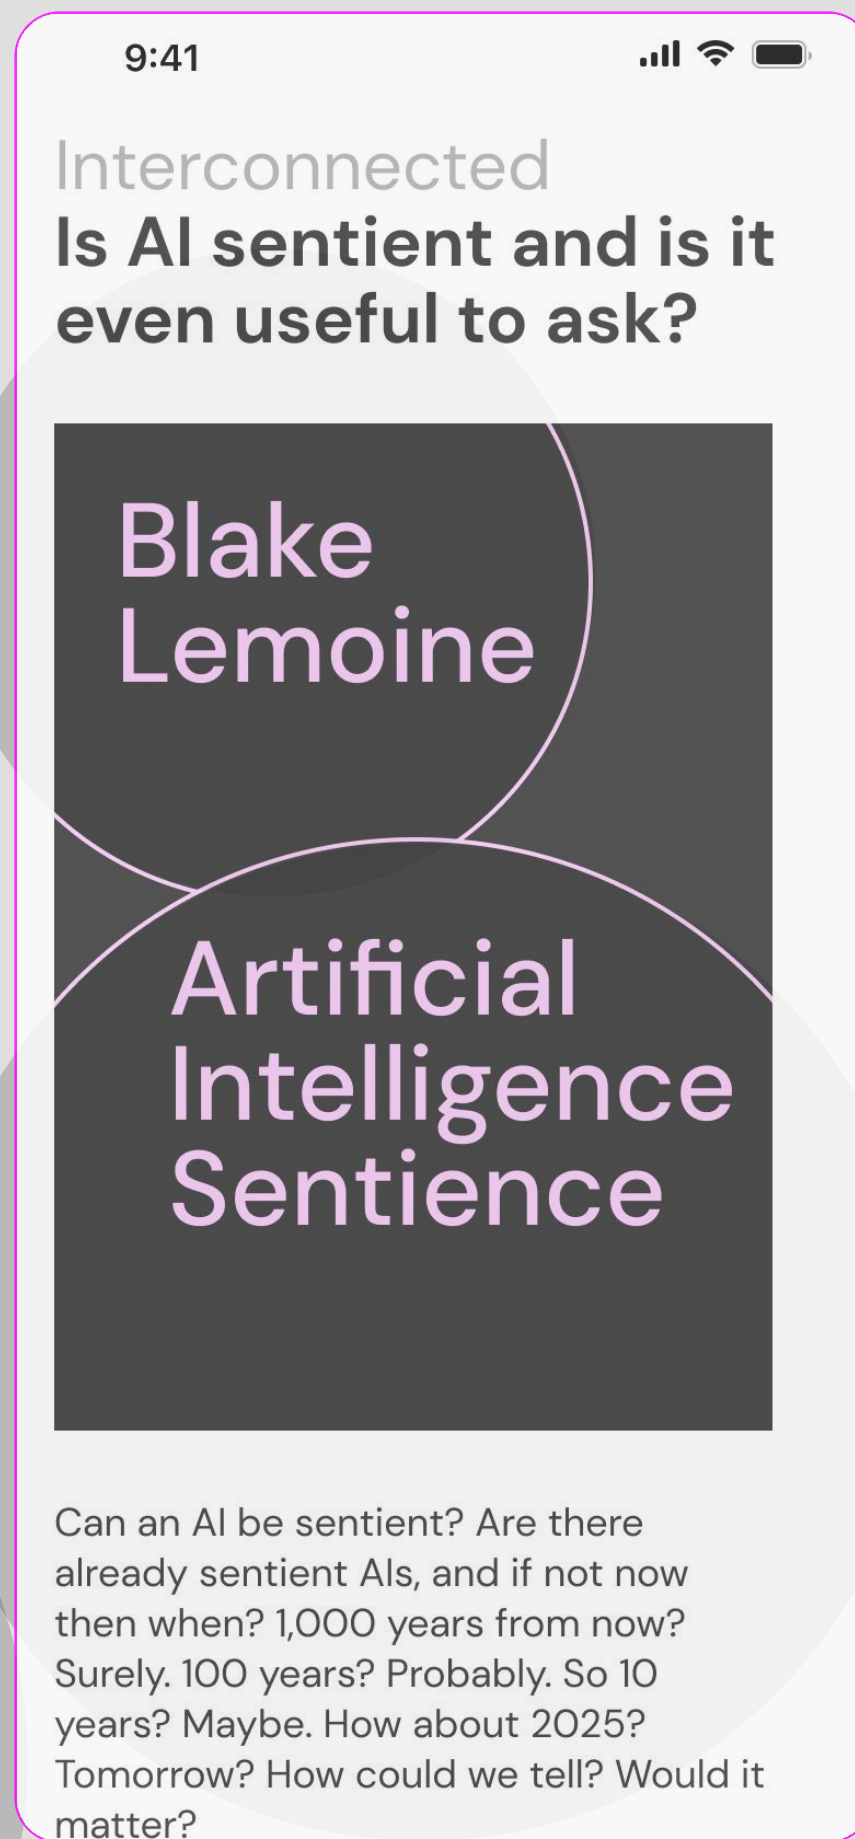 9:41
Interconnected
Is AI sentient and is it
even useful to ask?
Blake
Lemoine
Artificial
Intelligence
Sentience
Can an AI be sentient? Are there
already sentient AIs, and if not now
then when? 1,000 years from now?
Surely. 100 years? Probably. So 10
years? Maybe. How about 2025?
Tomorrow? How could we tell? Would it
matter?